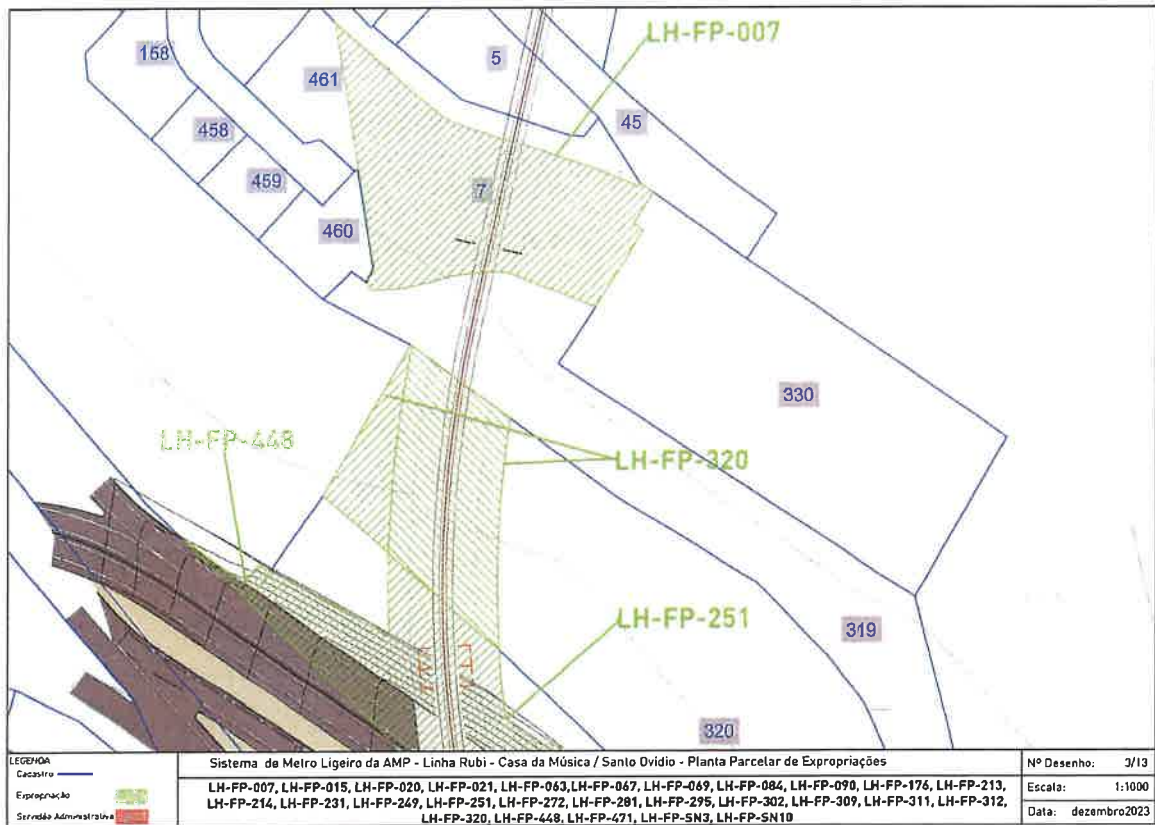 LH-FP-007
168
5
461
45
458
459
7
460
330
LH-FP-448
LH-FP-320
LH-FP-251
319
320
LEGENDA
Cadastro
Expropriação
Servidão Administrativa
Sistema de Metro Ligeiro da AMP - Linha Rubi - Casa da Música / Santo Ovídio - Planta Parcelar de Expropriações
LH-FP-007, LH-FP-015, LH-FP-020, LH-FP-021, LH-FP-063,LH-FP-067, LH-FP-069, LH-FP-084, LH-FP-090, LH-FP-176, LH-FP-213,
LH-FP-214, LH-FP-231, LH-FP-249, LH-FP-251, LH-FP-272, LH-FP-281, LH-FP-295, LH-FP-302, LH-FP-309, LH-FP-311, LH-FP-312,
LH-FP-320, LH-FP-448, LH-FP-471, LH-FP-SN3, LH-FP-SN10
Nº Desenho: 3/13
Escala: 1:1000
Data: dezembro2023